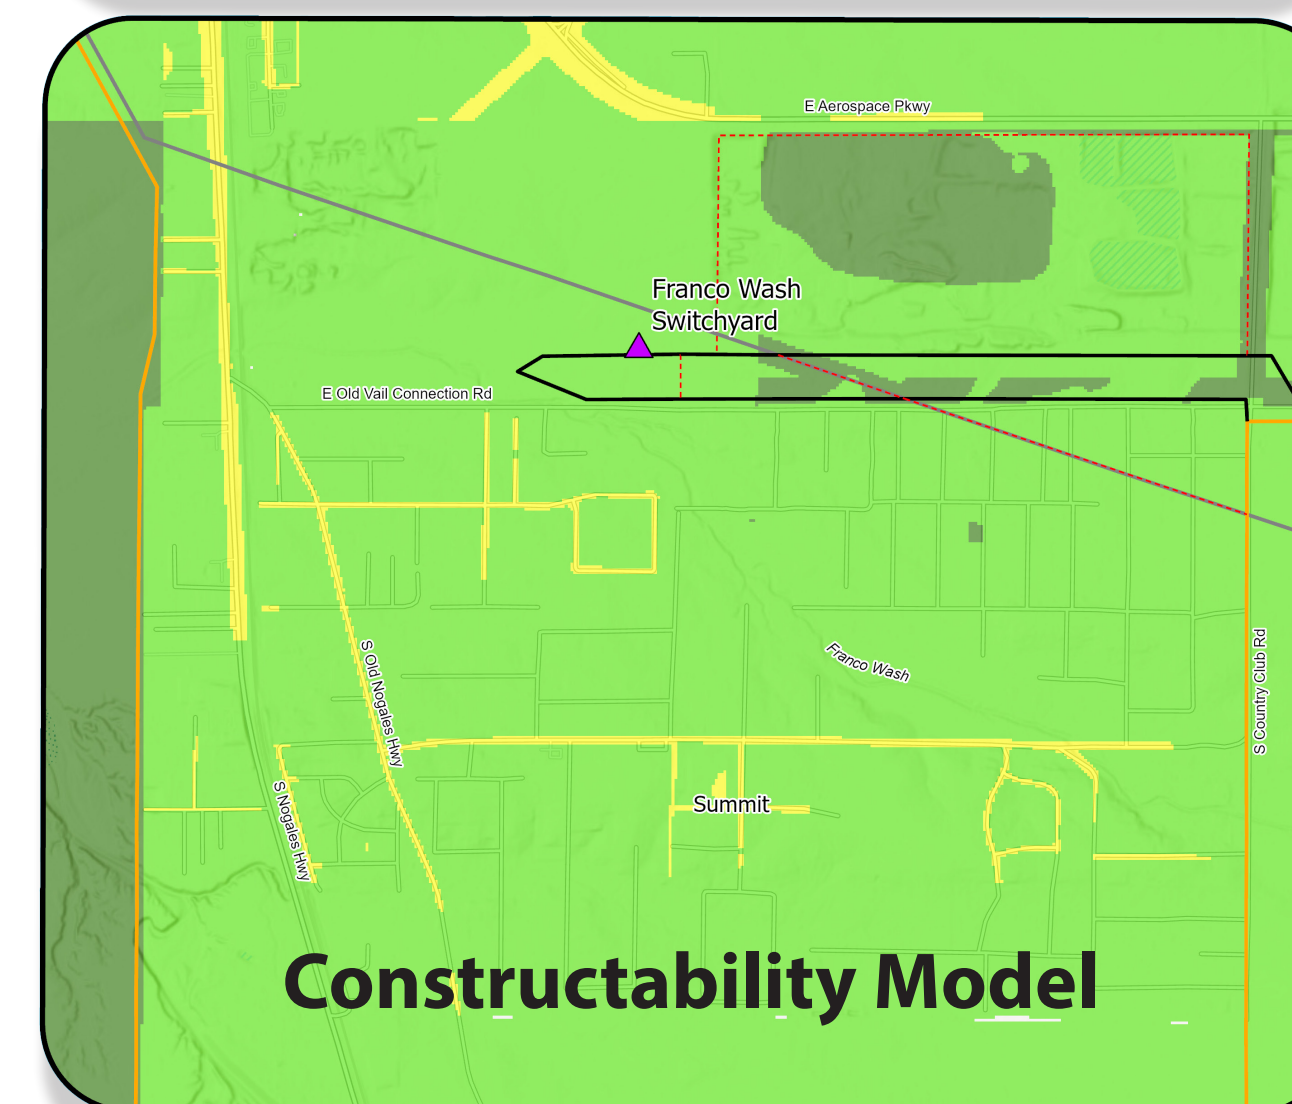 E Aerospace Pkwy
Franco Wash
Switchyard
E Old Vail Connection Rd
S Old Nogales Hwy
Franco Wash
S Country Club Rd
S Nogales Hwy
Summit
Constructability Model